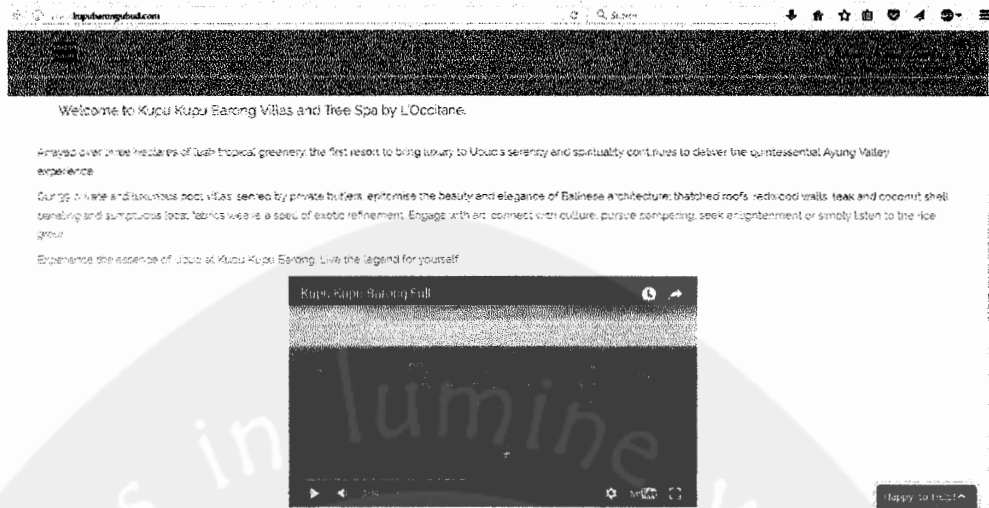 kupubarongubud.com
Search
Welcome to Kupu Kupu Barong Villas and Tree Spa by L'Occitane.
Arrayed over three hectares of lush tropical greenery, the first resort to bring luxury to Ubud's serenity and spirituality continues to deliver the quintessential Ayung Valley
experience
private and luxurious pool villas, served by private butlers, epitomise the beauty and elegance of Balinese architecture: thatched roofs, redwood walls, teak and coconut shell
paneling and sumptuous local fabrics weave a spell of exotic refinement. Engage with art, connect with culture, pursue pampering, seek enlightenment or simply listen to the rice
grow
Experience the essence of Ubud at Kupu Kupu Barong. Live the legend for yourself
Kupu Kupu Barong Full
in lumine
Happy to help!